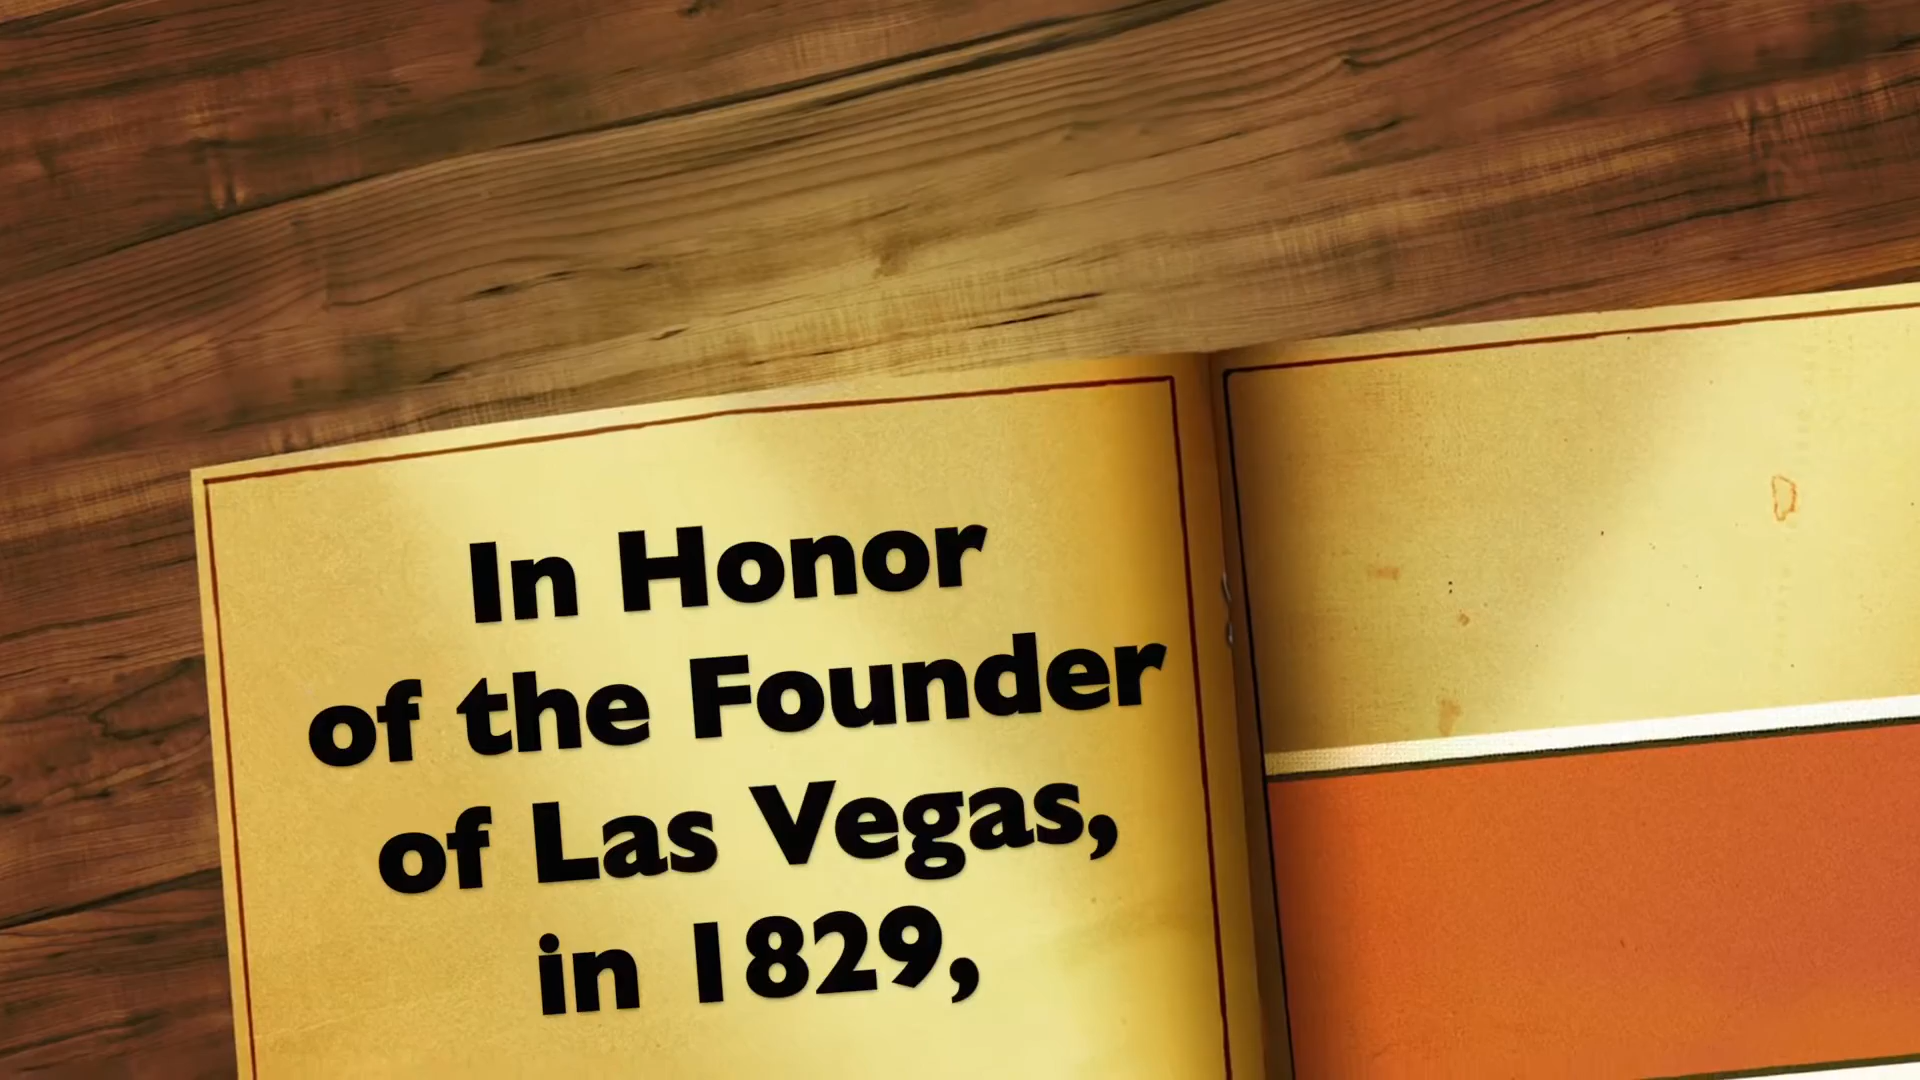 In Honor
of the Founder
of Las Vegas,
in 1829,